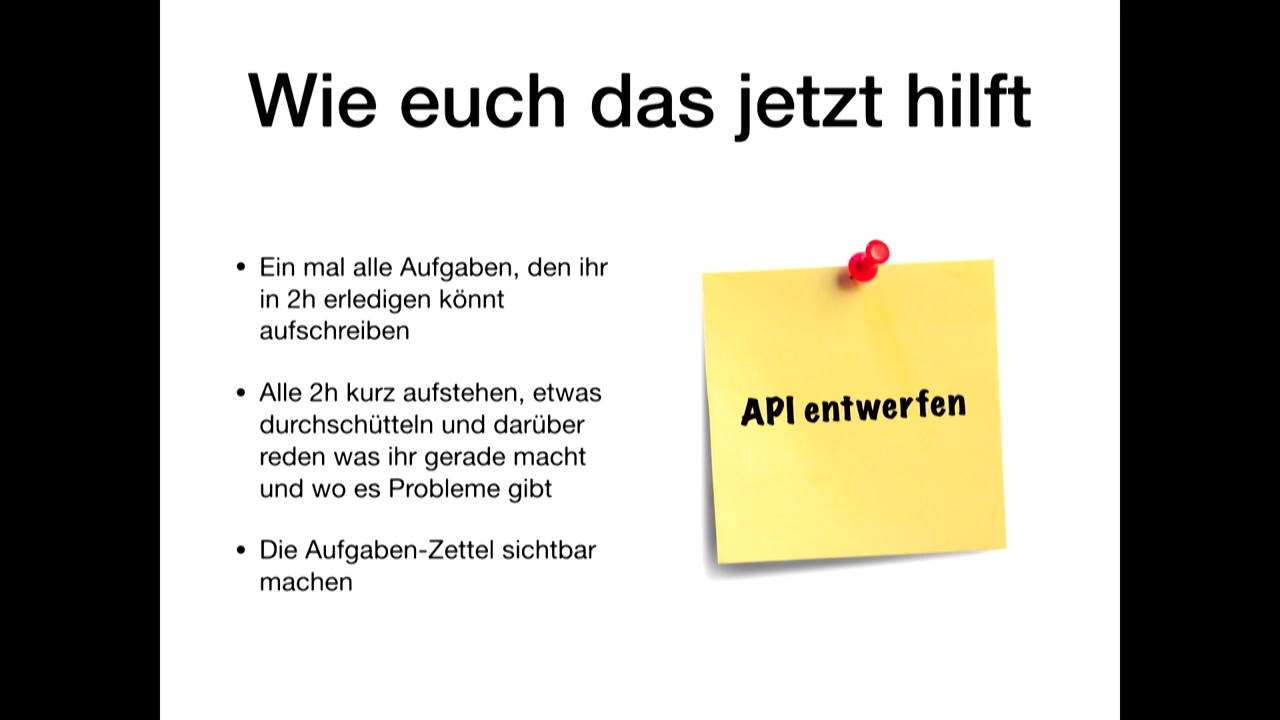 Wie euch das jetzt hilft
• Ein mal alle Aufgaben, den ihr
in 2h erledigen könnt
aufschreiben
• Alle 2h kurz aufstehen, etwas
durchschütteln und darüber
reden was ihr gerade macht
und wo es Probleme gibt
• Die Aufgaben-Zettel sichtbar
machen
API entwerfen